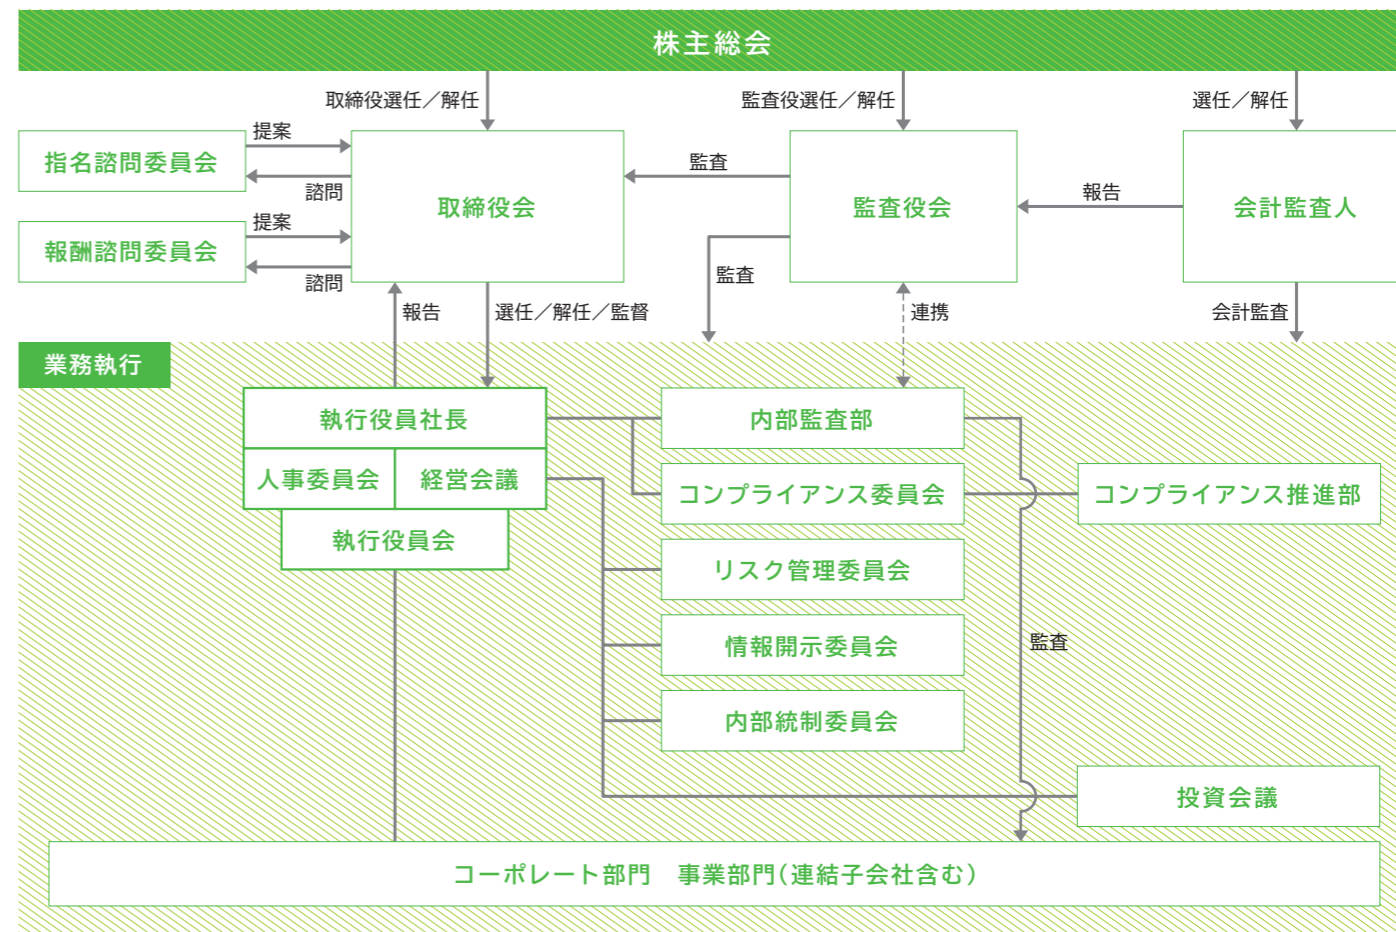 株主総会
取締役選任／解任
監査役選任／解任
選任／解任
指名諮問委員会
提案
諮問
報酬諮問委員会
提案
諮問
取締役会
監査
監査役会
報告
会計監査人
報告
選任／解任／監督
監査
連携
会計監査
業務執行
執行役員社長
人事委員会
経営会議
執行役員会
内部監査部
コンプライアンス委員会
コンプライアンス推進部
リスク管理委員会
情報開示委員会
監査
内部統制委員会
投資会議
コーポレート部門　事業部門（連結子会社含む）